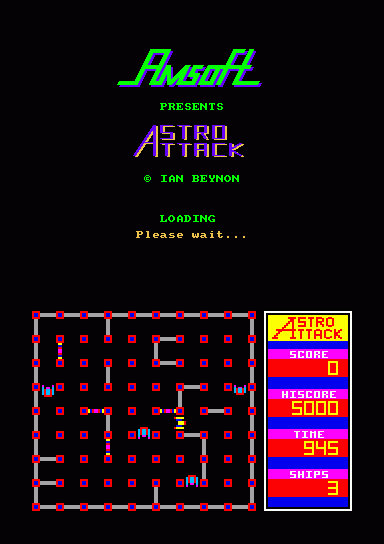 Amsoft
PRESENTS
ASTRO
ATTACK
© IAN BEYNON
LOADING
Please wait...
ASTRO
ATTACK
SCORE
0
HISCORE
5000
TIME
945
SHIPS
3